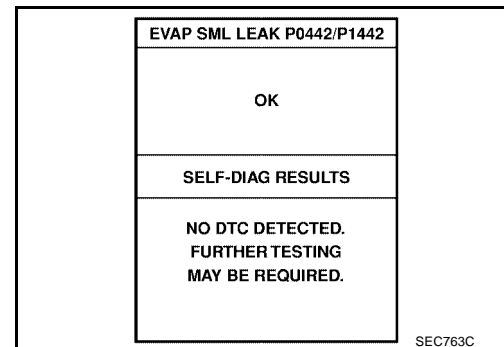 EVAP SML LEAK P0442/P1442
OK
SELF-DIAG RESULTS
NO DTC DETECTED.
FURTHER TESTING
MAY BE REQUIRED.
SEC763C